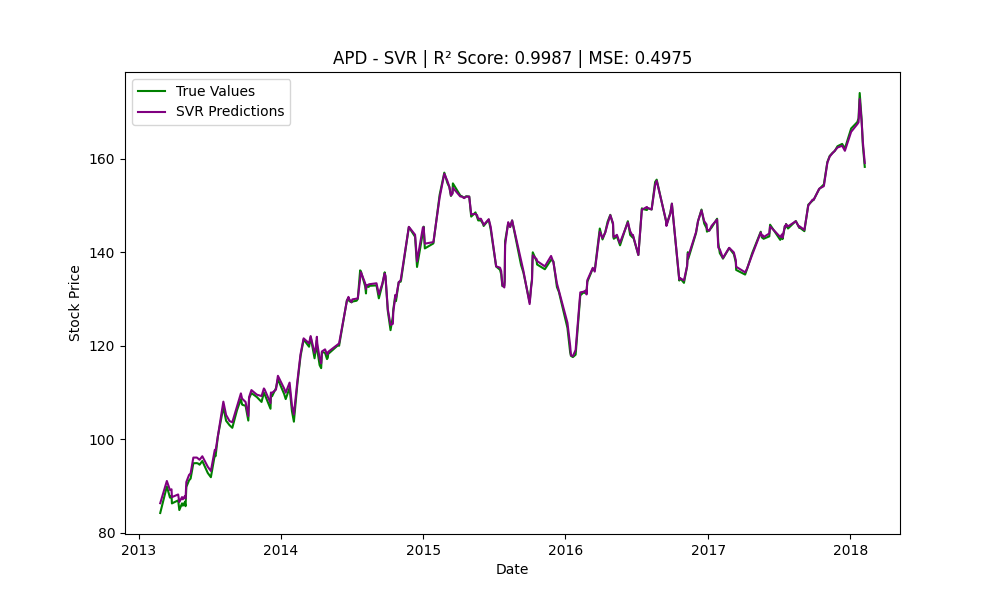 APD - SVR | R² Score: 0.9987 | MSE: 0.4975
True Values
SVR Predictions
Stock Price
160
140
120
100
80
2013
2014
2015
2016
2017
2018
Date